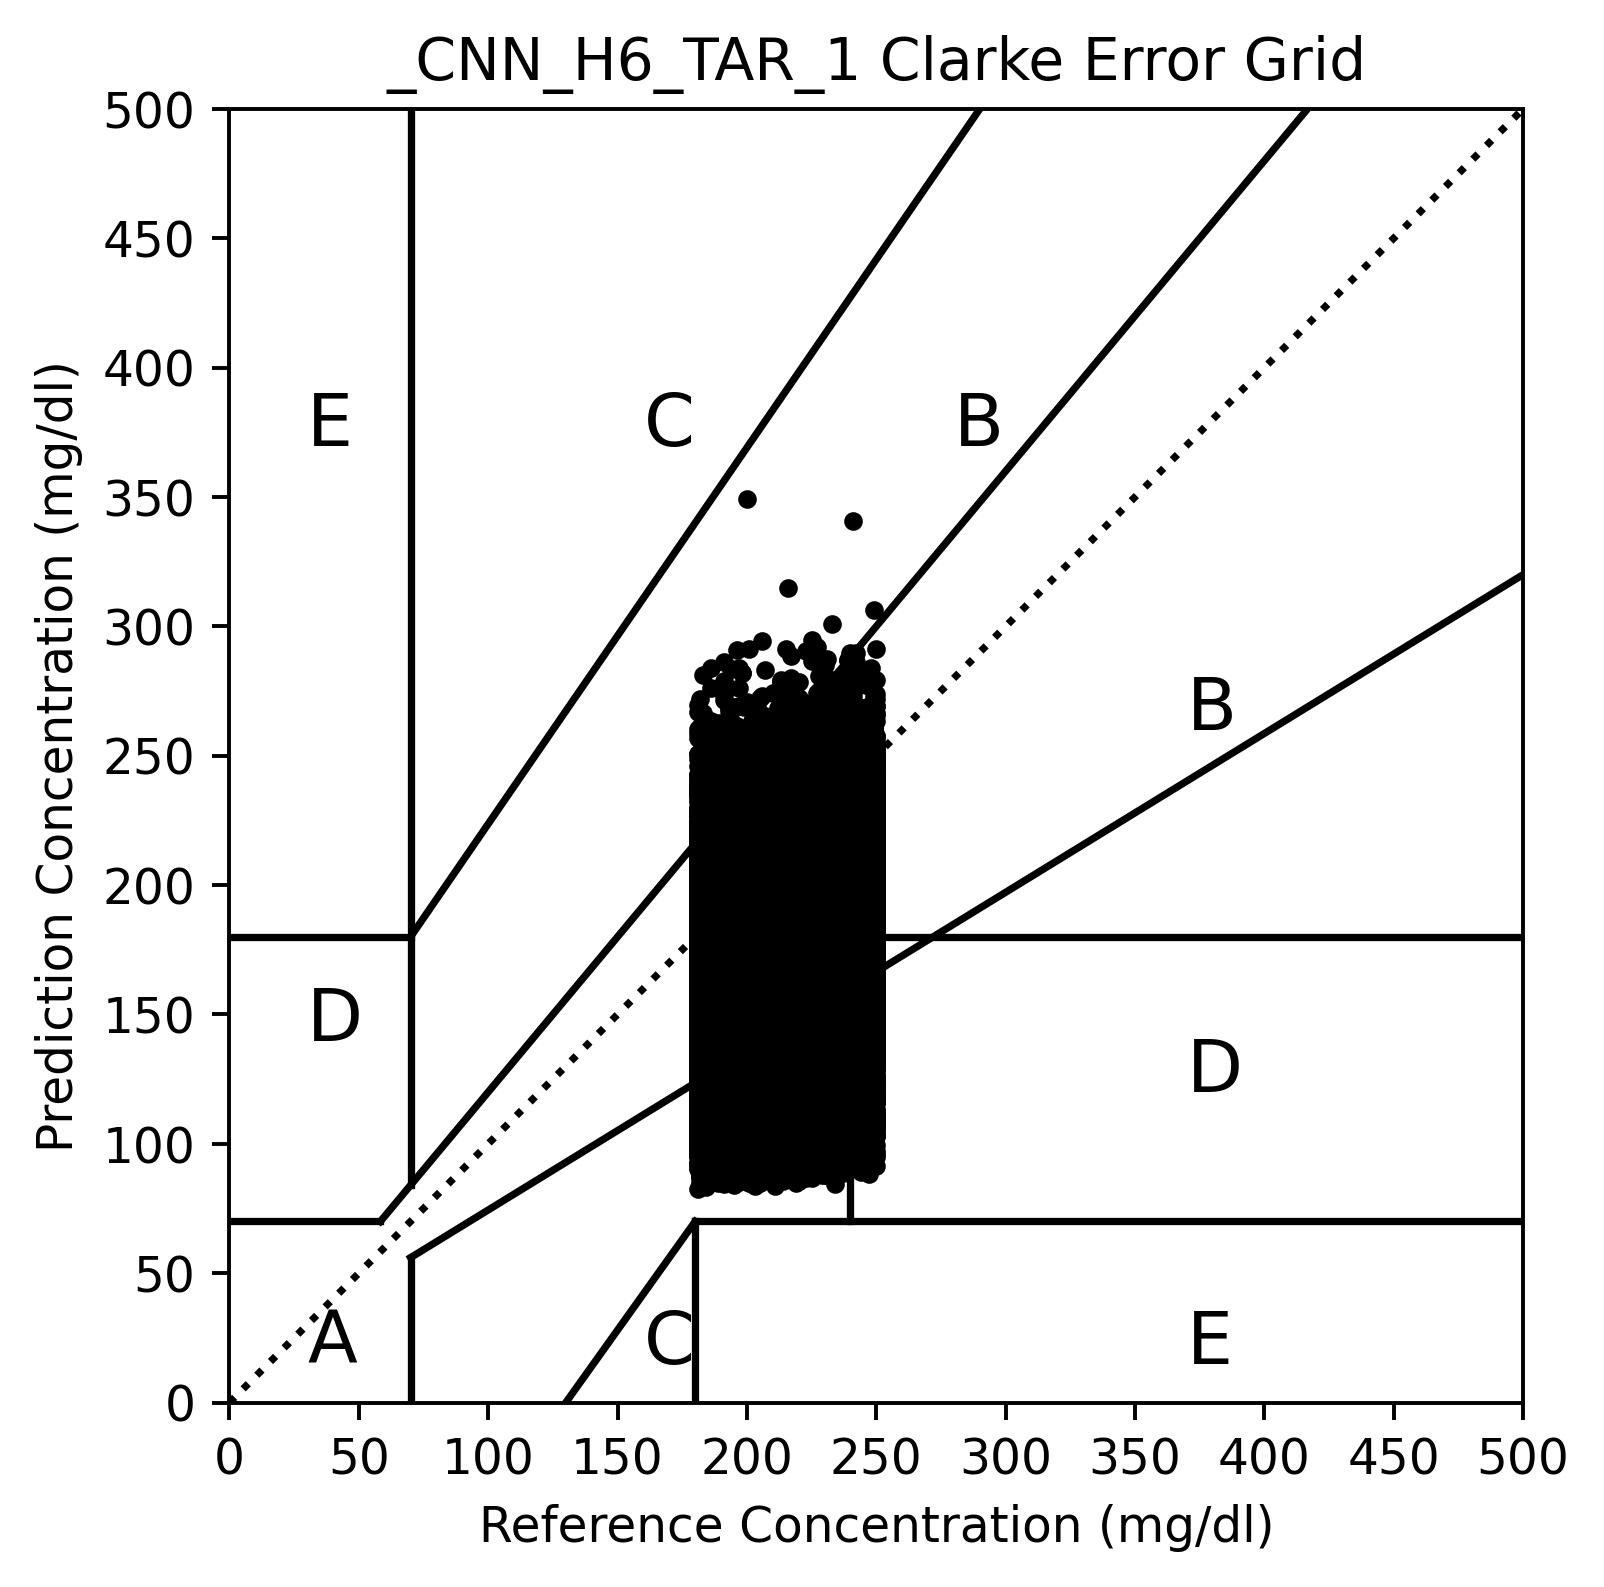 _CNN_H6_TAR_1 Clarke Error Grid
Prediction Concentration (mg/dl)
500
450
400
350
300
250
200
150
100
50
0
E
C
B
B
D
D
A
C
E
0 50 100 150 200 250 300 350 400 450 500
Reference Concentration (mg/dl)